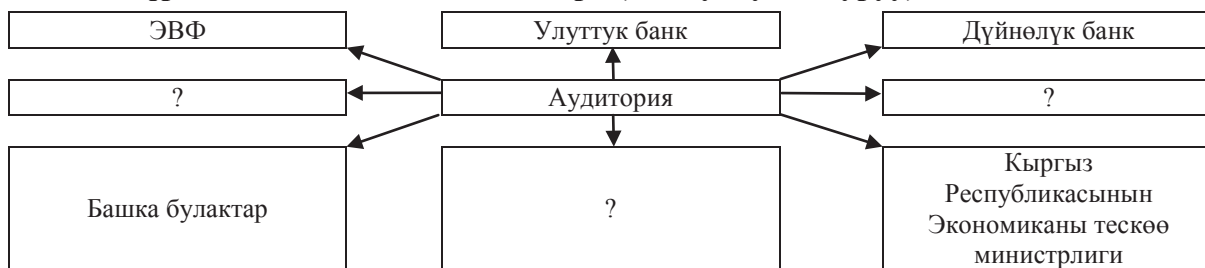 ЭВФ
Улуттук банк
Дүйнөлүк банк
?
Аудитория
?
Башка булактар
?
Кыргыз
Республикасынын
Экономиканы тескөө
министрлиги